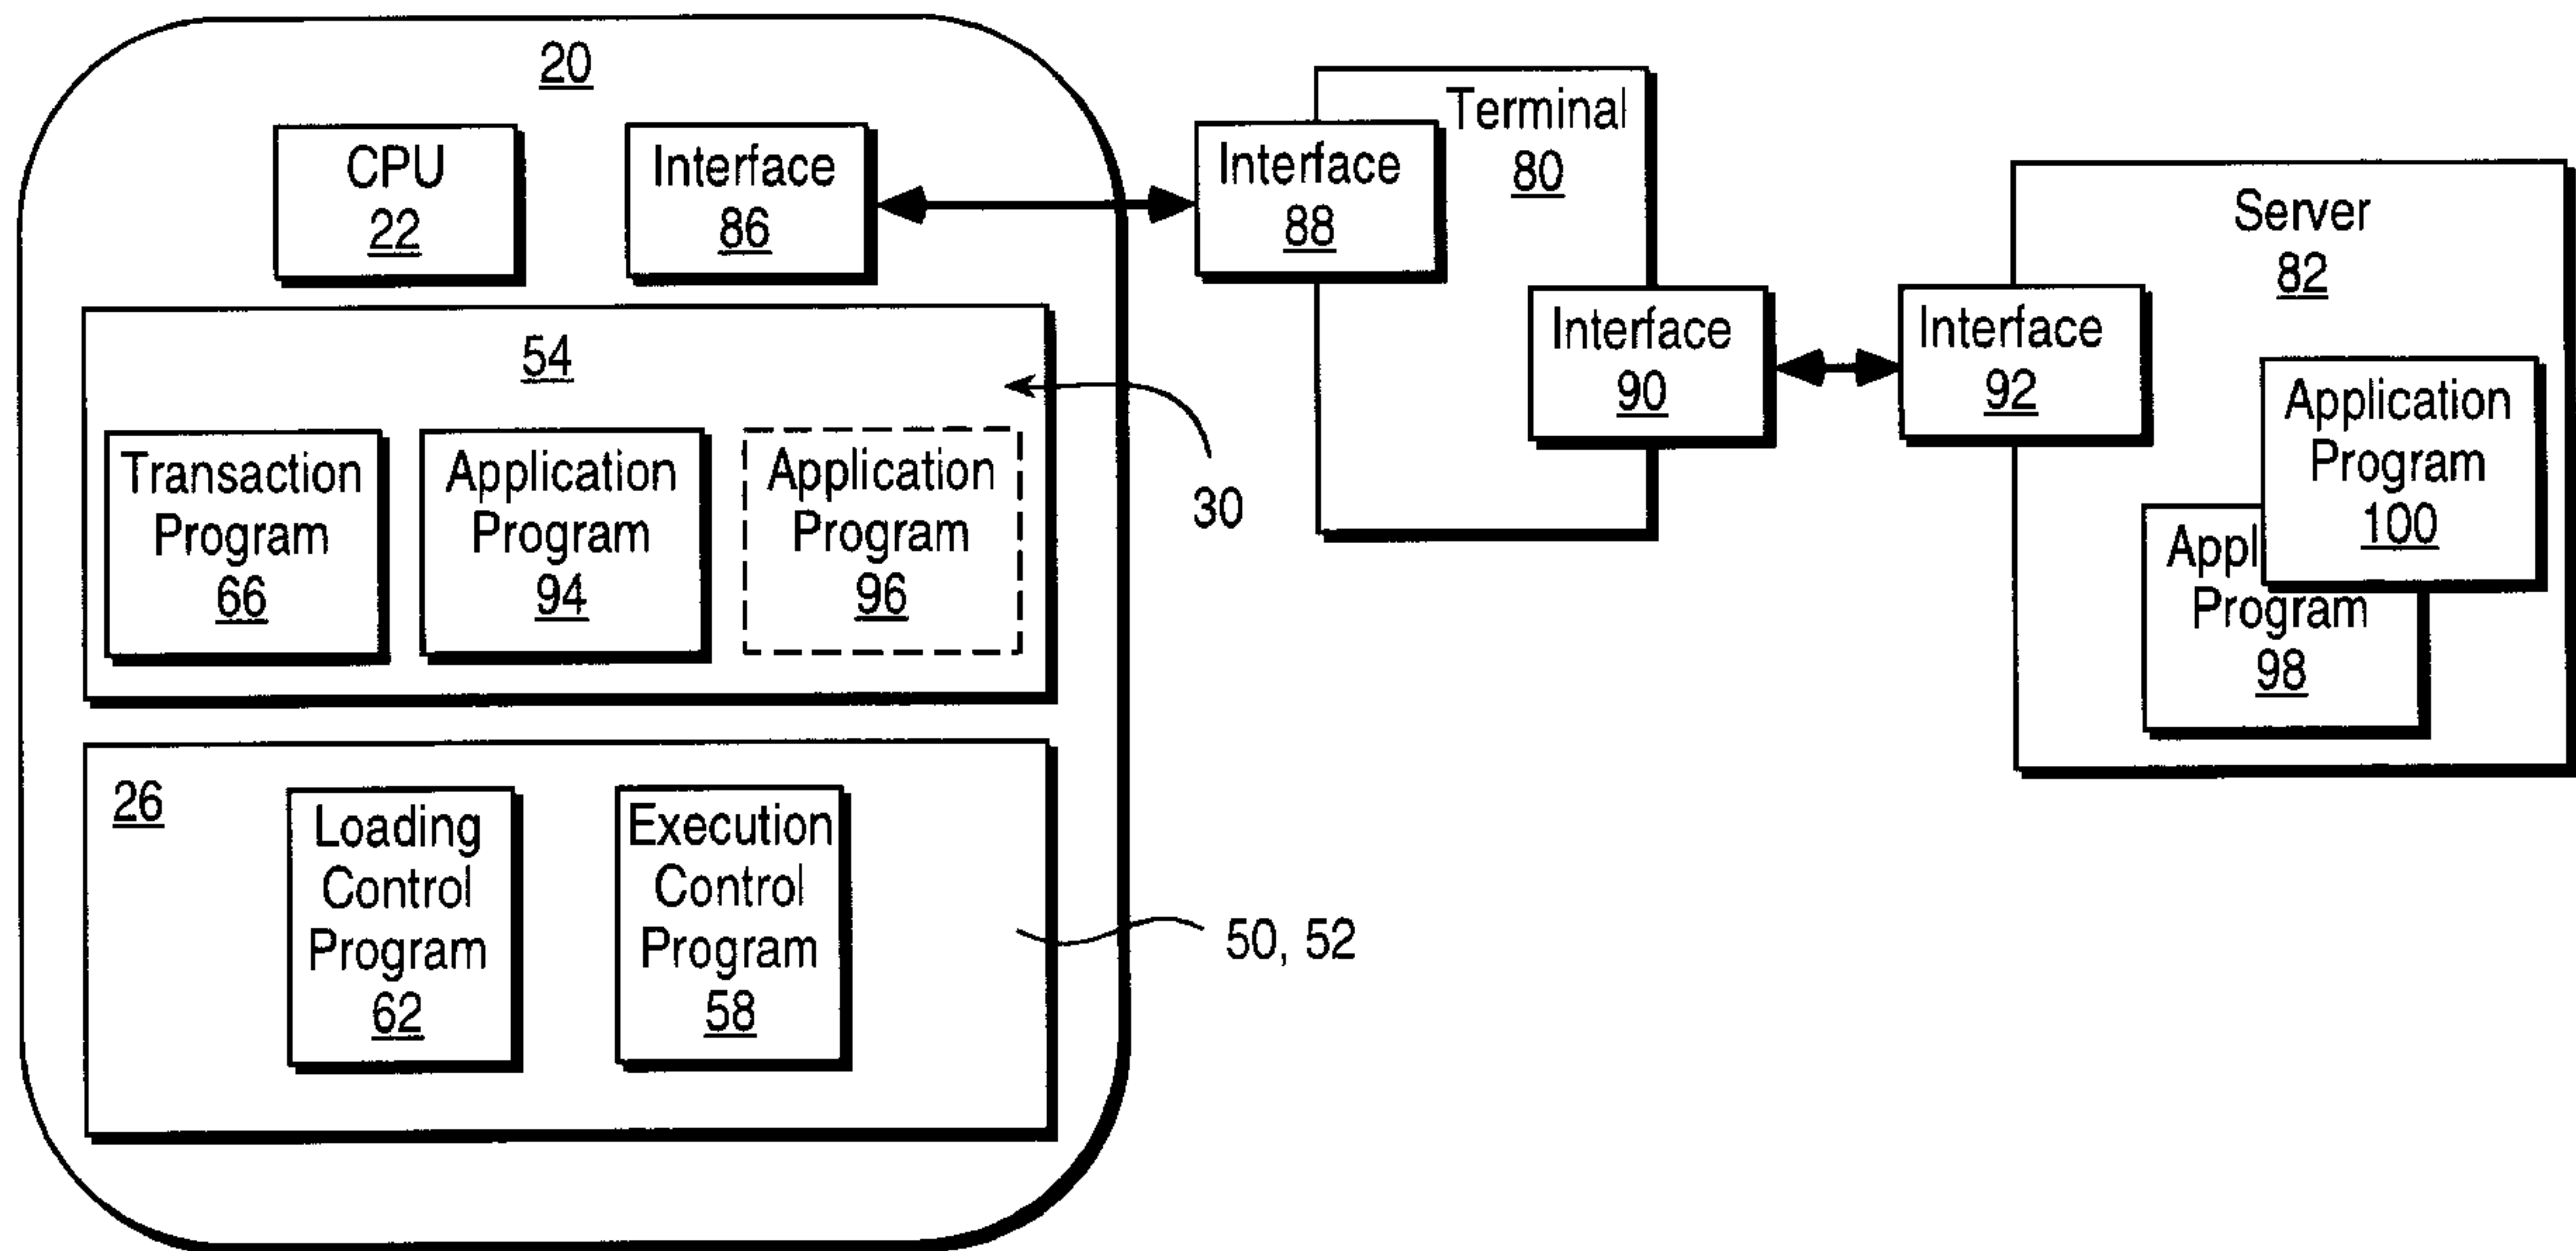 20
CPU
22
Interface
86
54
Transaction
Program
66
Application
Program
94
Application
Program
96
30
26
Loading
Control
Program
62
Execution
Control
Program
58
50, 52
Terminal
80
Interface
88
Interface
90
Server
82
Interface
92
Application
Program
100
Appl
Program
98